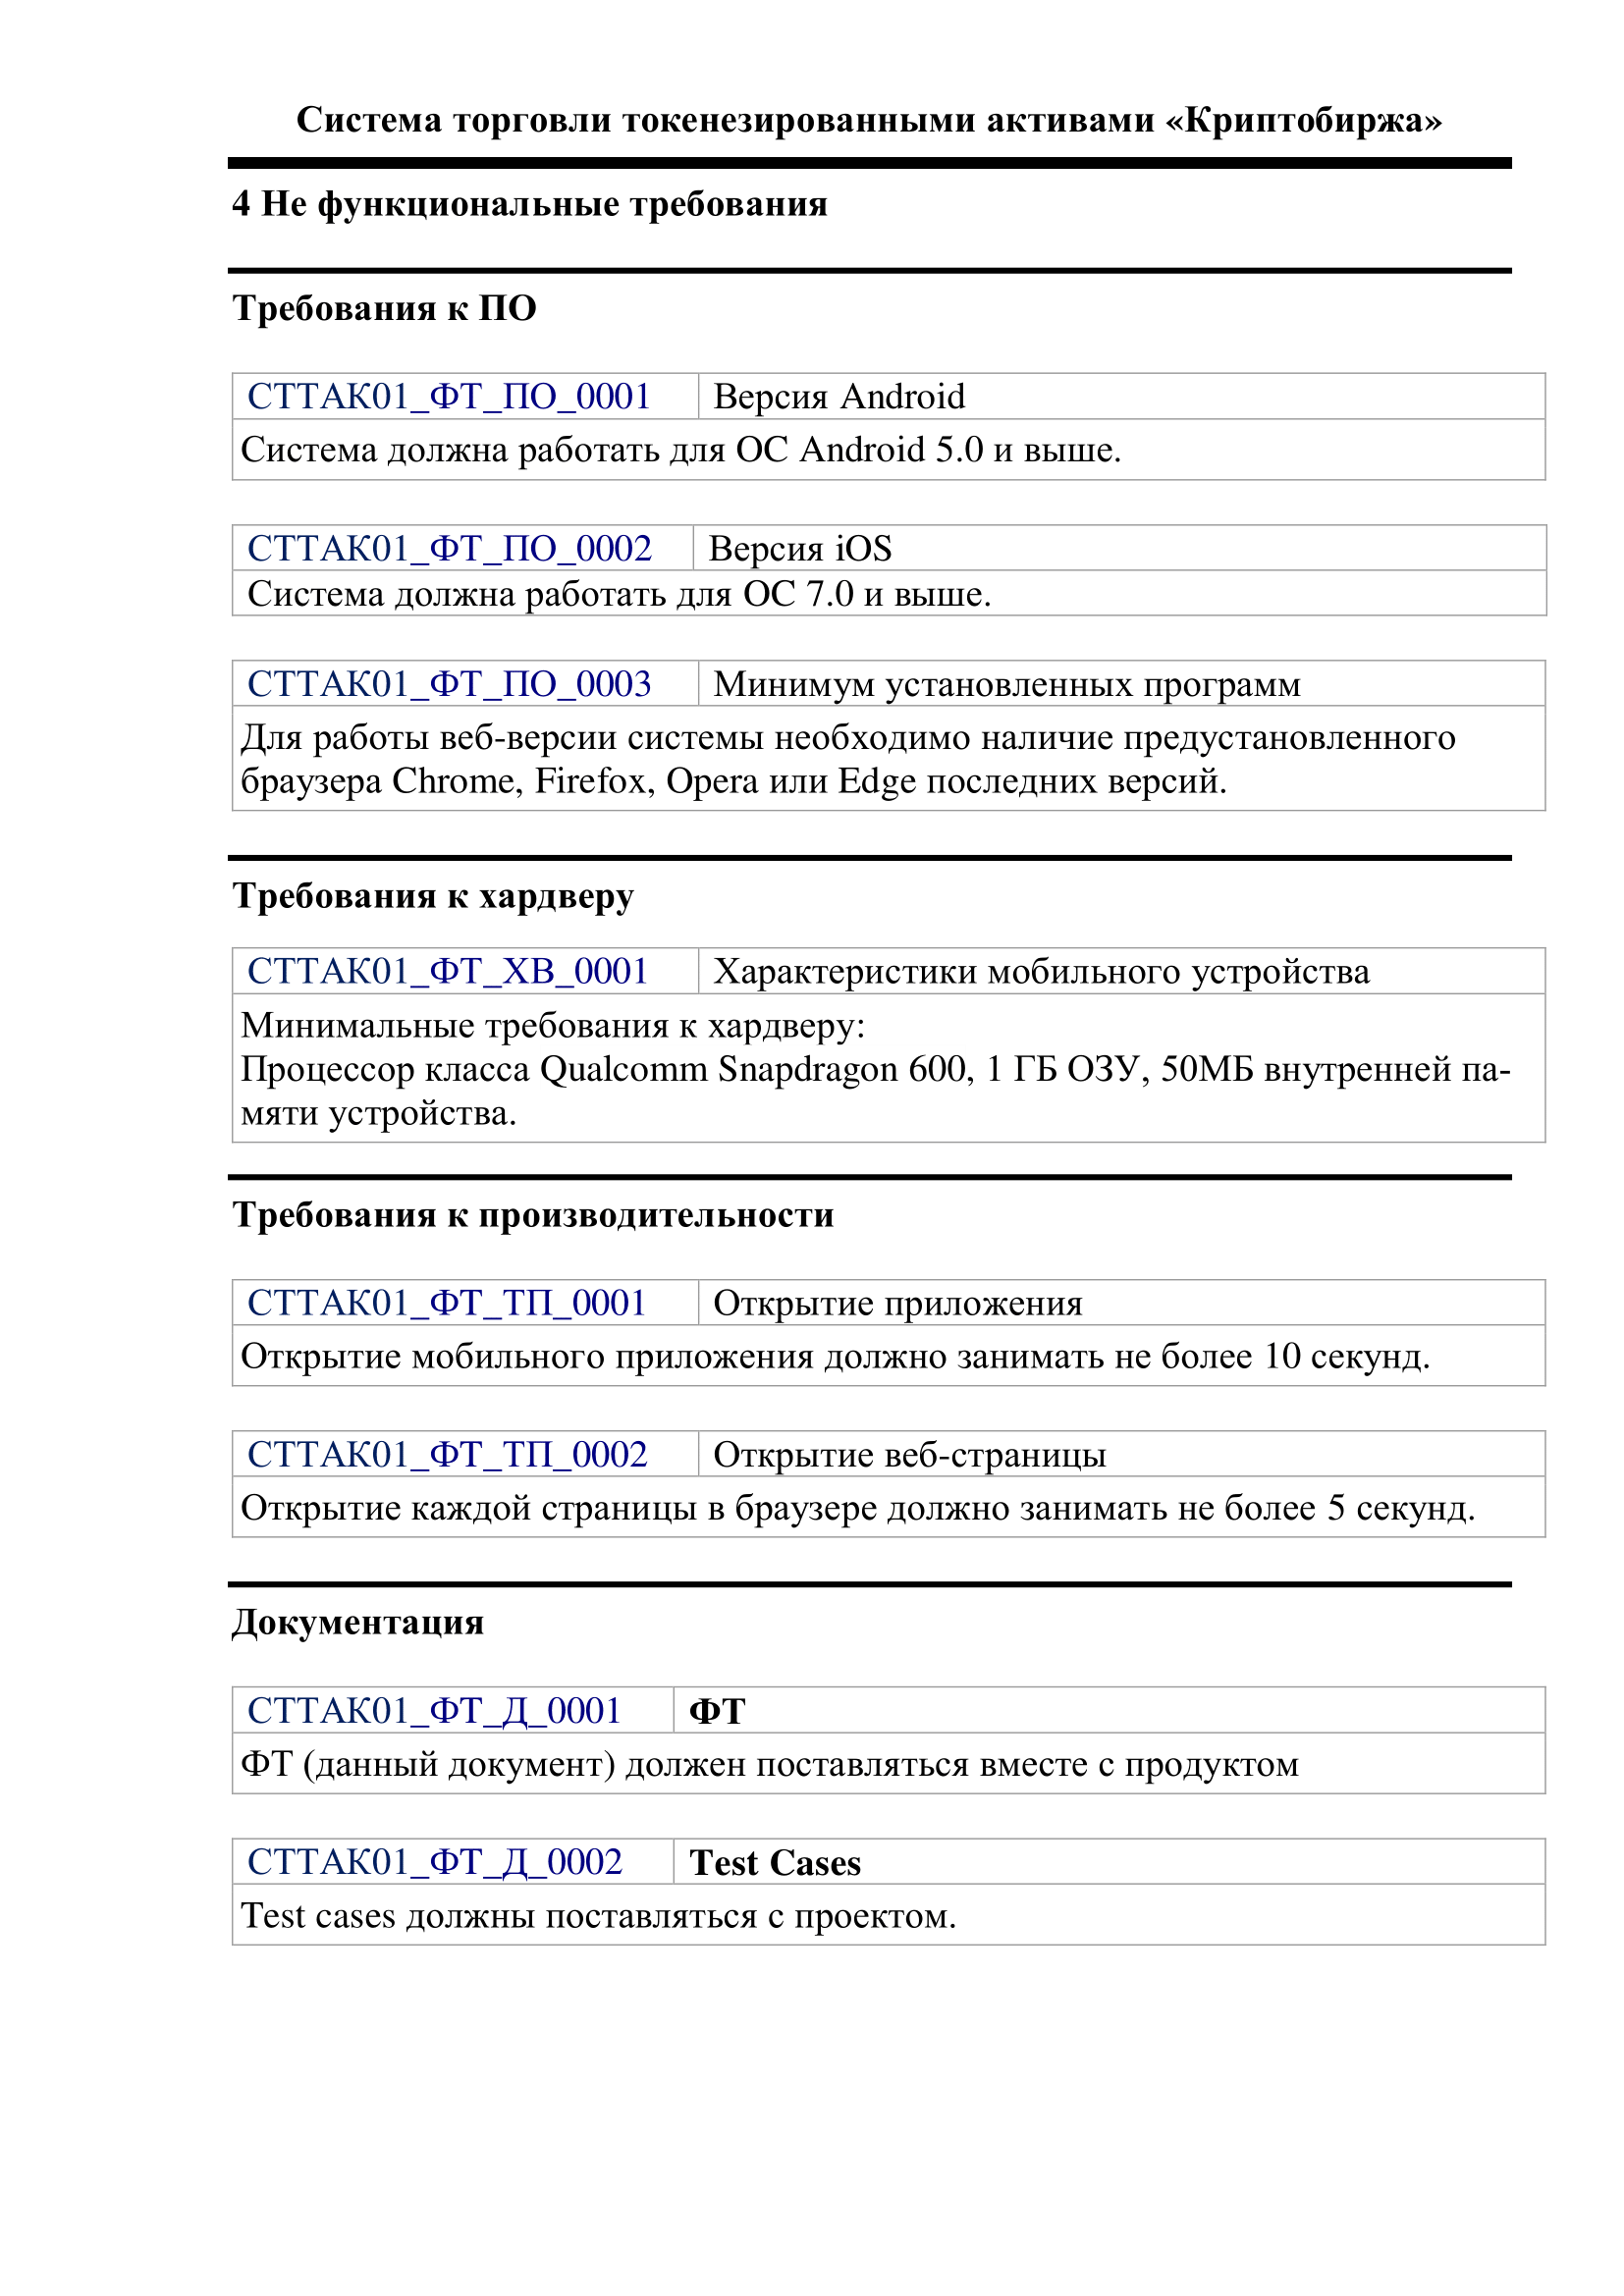 Система торговли токенезированными активами «Криптобиржа»
4 Не функциональные требования
Требования к ПО
СТТАК01_ФТ_ПО_0001 Версия Android
Система должна работать для ОС Android 5.0 и выше.
СТТАК01_ФТ_ПО_0002 Версия iOS
Система должна работать для ОС 7.0 и выше.
СТТАК01_ФТ_ПО_0003 Минимум установленных программ
Для работы веб-версии системы необходимо наличие предустановленного
браузера Chrome, Firefox, Opera или Edge последних версий.
Требования к хардверу
СТТАК01_ФТ_ХВ_0001 Характеристики мобильного устройства
Минимальные требования к хардверу:
Процессор класса Qualcomm Snapdragon 600, 1 ГБ ОЗУ, 50МБ внутренней па-
мяти устройства.
Требования к производительности
СТТАК01_ФТ_ТП_0001 Открытие приложения
Открытие мобильного приложения должно занимать не более 10 секунд.
СТТАК01_ФТ_ТП_0002 Открытие веб-страницы
Открытие каждой страницы в браузере должно занимать не более 5 секунд.
Документация
СТТАК01_ФТ_Д_0001 ФТ
ФТ (данный документ) должен поставляться вместе с продуктом
СТТАК01_ФТ_Д_0002 Test Cases
Test cases должны поставляться с проектом.